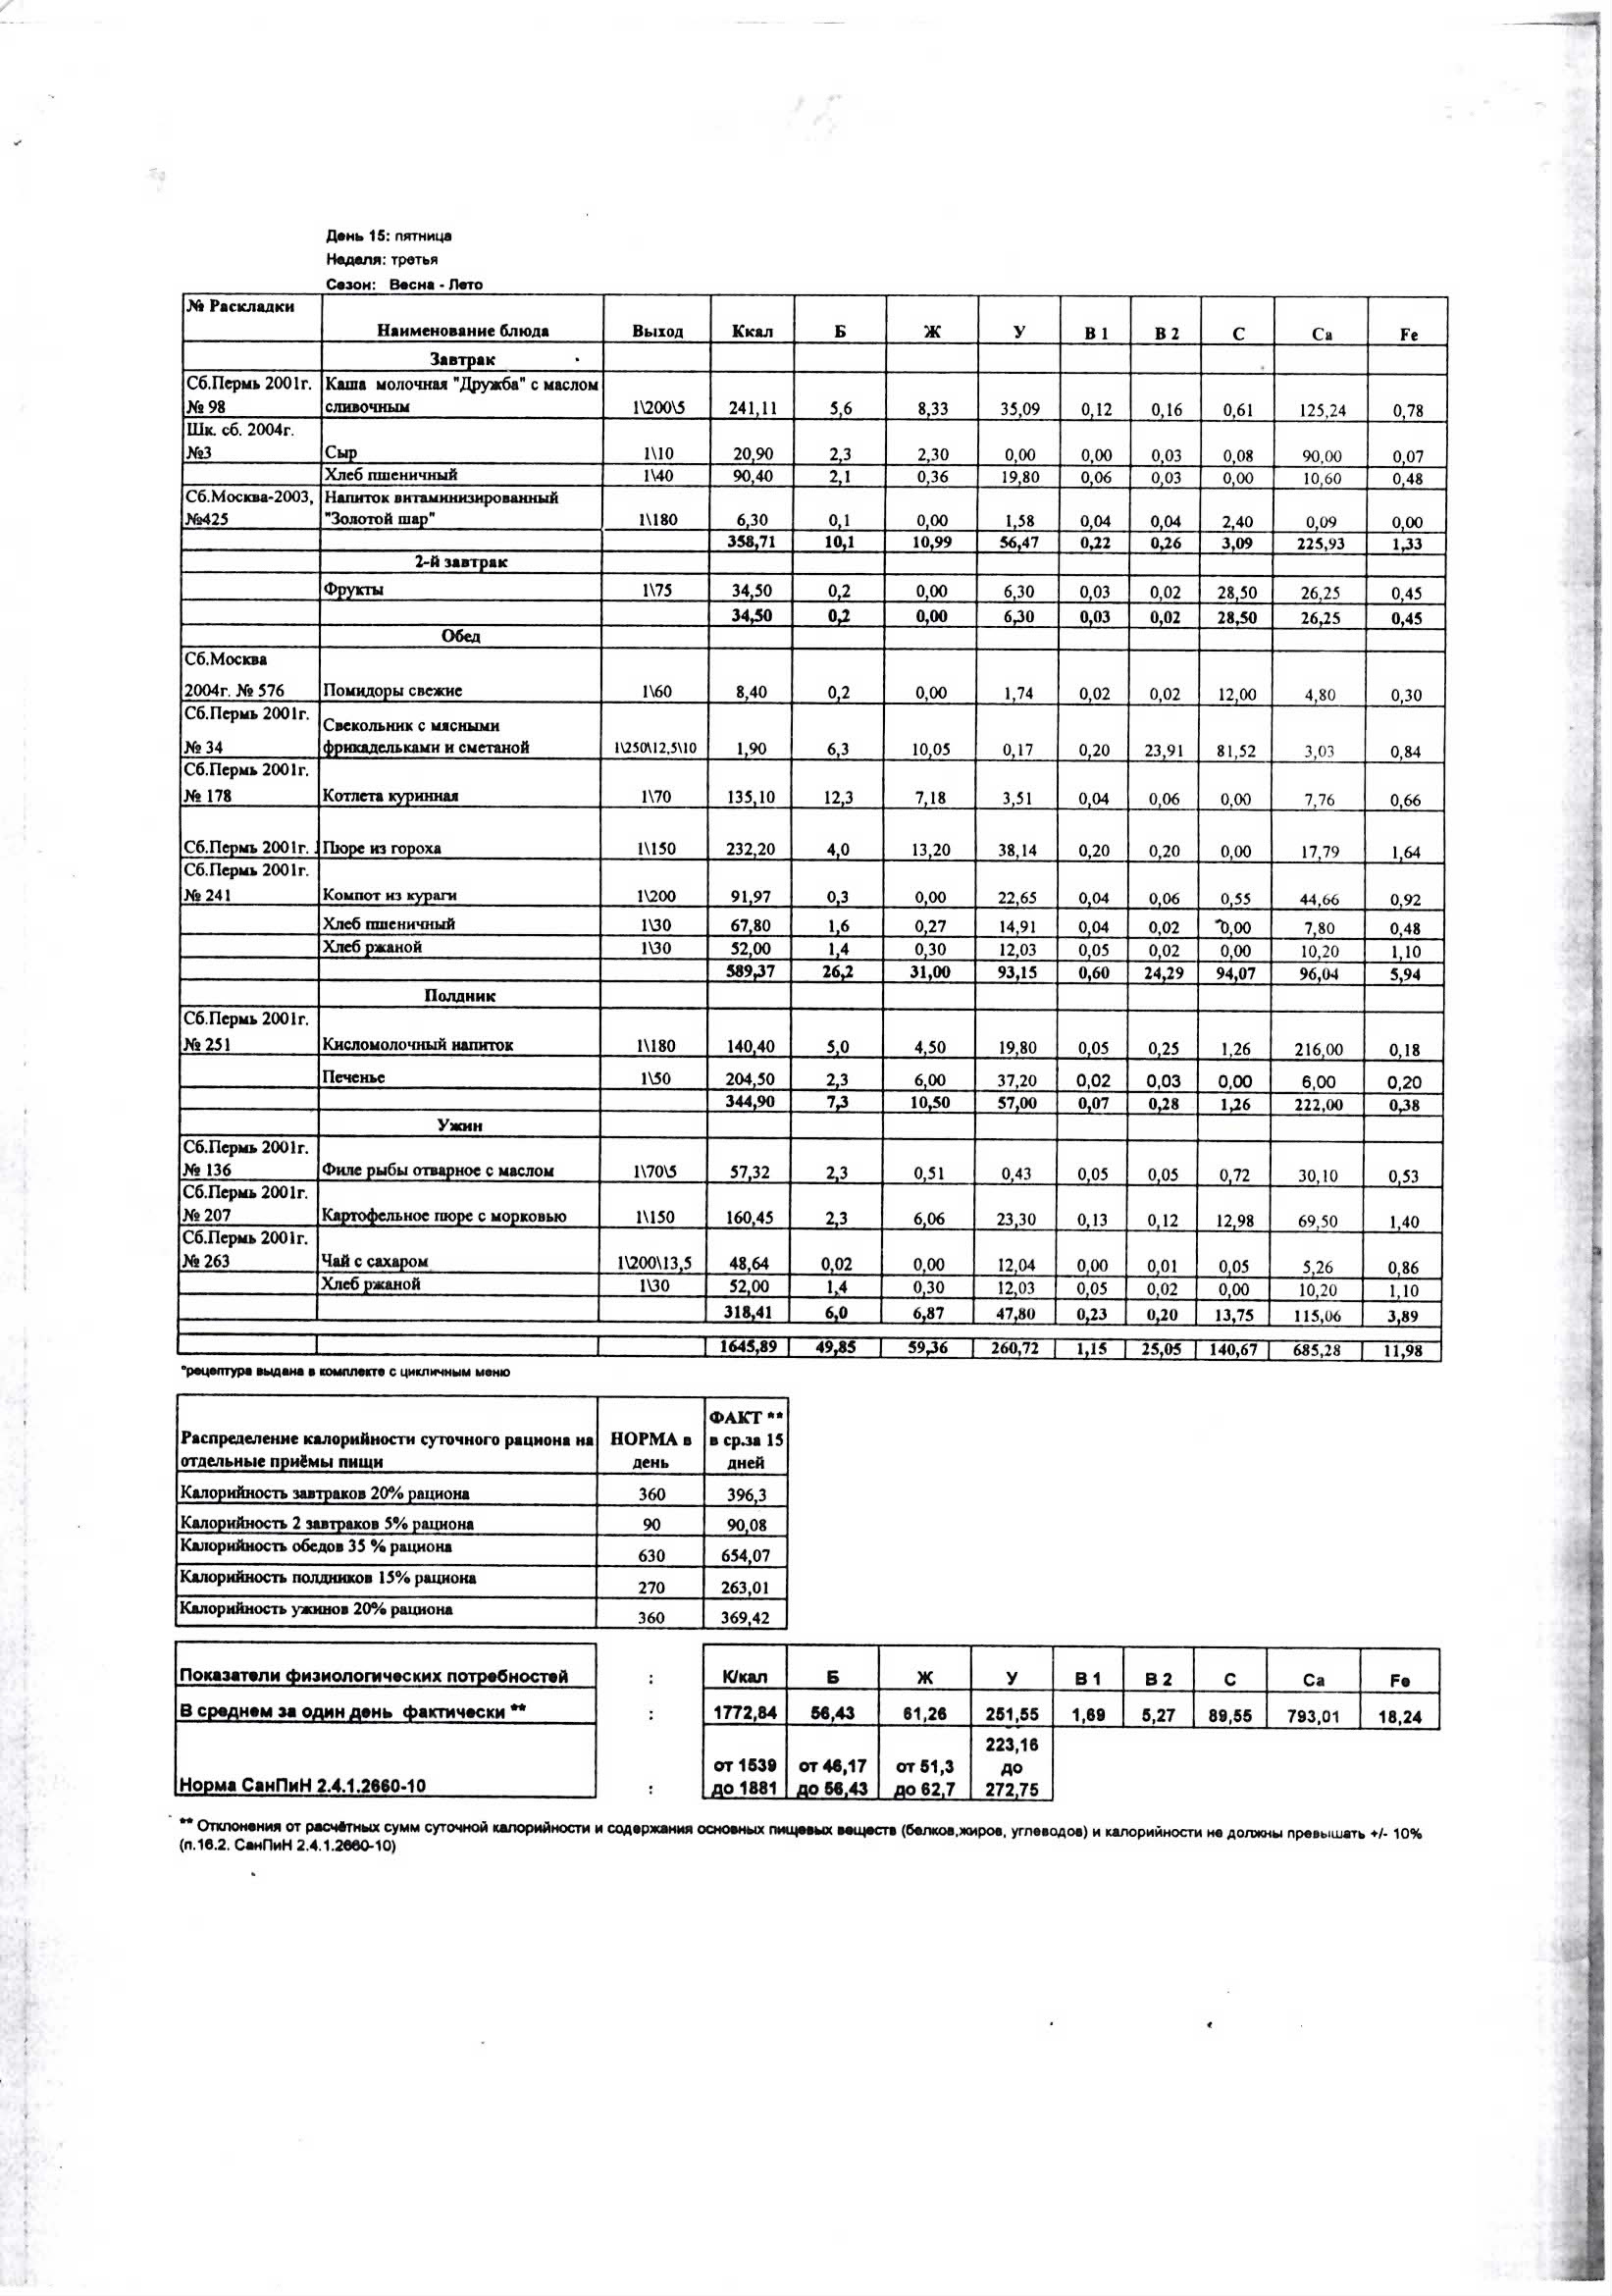 День 15: пятница
Неделя: третья
Сезон: Весна - Лето
№ Раскладки Наименование блюда Выход Ккал Б Ж У В 1 В 2 С Са Fe
Завтрак
Сб.Пермь 2001г. № 98 Каша молочная "Дружба" с маслом сливочным 1\200\5 241,11 5,6 8,33 35,09 0,12 0,16 0,61 125,24 0,78
Шк. сб. 2004г. №3 Сыр 1\10 20,90 2,3 2,30 0,00 0,00 0,03 0,08 90,00 0,07
Хлеб пшеничный 1\40 90,40 2,1 0,36 19,80 0,06 0,03 0,00 10,60 0,48
Сб.Москва-2003, №425 Напиток витаминизированный "Золотой шар" 1\180 6,30 0,1 0,00 1,58 0,04 0,04 2,40 0,09 0,00
358,71 10,1 10,99 56,47 0,22 0,26 3,09 225,93 1,33
2-й завтрак
Фрукты 1\75 34,50 0,2 0,00 6,30 0,03 0,02 28,50 26,25 0,45
34,50 0,2 0,00 6,30 0,03 0,02 28,50 26,25 0,45
Обед
Сб.Москва 2004г. № 576 Помидоры свежие 1\60 8,40 0,2 0,00 1,74 0,02 0,02 12,00 4,80 0,30
Сб.Пермь 2001г. № 34 Свекольник с мясными фрикадельками и сметаной 1\250\12,5\10 1,90 6,3 10,05 0,17 0,20 23,91 81,52 3,03 0,84
Сб.Пермь 2001г. № 178 Котлета куринная 1\70 135,10 12,3 7,18 3,51 0,04 0,06 0,00 7,76 0,66
Сб.Пермь 2001г. Пюре из гороха 1\150 232,20 4,0 13,20 38,14 0,20 0,20 0,00 17,79 1,64
Сб.Пермь 2001г. № 241 Компот из кураги 1\200 91,97 0,3 0,00 22,65 0,04 0,06 0,55 44,66 0,92
Хлеб пшеничный 1\30 67,80 1,6 0,27 14,91 0,04 0,02 0,00 7,80 0,48
Хлеб ржаной 1\30 52,00 1,4 0,30 12,03 0,05 0,02 0,00 10,20 1,10
589,37 26,2 31,00 93,15 0,60 24,29 94,07 96,04 5,94
Полдник
Сб.Пермь 2001г. № 251 Кисломолочный напиток 1\180 140,40 5,0 4,50 19,80 0,05 0,25 1,26 216,00 0,18
Печенье 1\50 204,50 2,3 6,00 37,20 0,02 0,03 0,00 6,00 0,20
344,90 7,3 10,50 57,00 0,07 0,28 1,26 222,00 0,38
Ужин
Сб.Пермь 2001г. № 136 Филе рыбы отварное с маслом 1\70\5 57,32 2,3 0,51 0,43 0,05 0,05 0,72 30,10 0,53
Сб.Пермь 2001г. № 207 Картофельное пюре с морковью 1\150 160,45 2,3 6,06 23,30 0,13 0,12 12,98 69,50 1,40
Сб.Пермь 2001г. № 263 Чай с сахаром 1\200\13,5 48,64 0,02 0,00 12,04 0,00 0,01 0,05 5,26 0,86
Хлеб ржаной 1\30 52,00 1,4 0,30 12,03 0,05 0,02 0,00 10,20 1,10
318,41 6,0 6,87 47,80 0,23 0,20 13,75 115,06 3,89
1645,89 49,85 59,36 260,72 1,15 25,05 140,67 685,28 11,98
*рецептура выдана в комплекте с цикличным меню
Распределение калорийности суточного рациона на отдельные приёмы пищи НОРМА в день ФАКТ ** в ср.за 15 дней
Калорийность завтраков 20% рациона 360 396,3
Калорийность 2 завтраков 5% рациона 90 90,08
Калорийность обедов 35 % рациона 630 654,07
Калорийность полдников 15% рациона 270 263,01
Калорийность ужинов 20% рациона 360 369,42
Показатели физиологических потребностей : К/кал Б Ж У В 1 В 2 С Са Fe
В среднем за один день фактически ** : 1772,84 56,43 61,26 251,55 1,69 5,27 89,55 793,01 18,24
Норма СанПиН 2.4.1.2660-10 : от 1539 до 1881 от 46,17 до 56,43 от 51,3 до 62,7 223,16 до 272,75
** Отклонения от расчётных сумм суточной калорийности и содержания основных пищевых веществ (белков,жиров, углеводов) и калорийности не должны превышать +/- 10%
(п.16.2. СанПиН 2.4.1.2660-10)